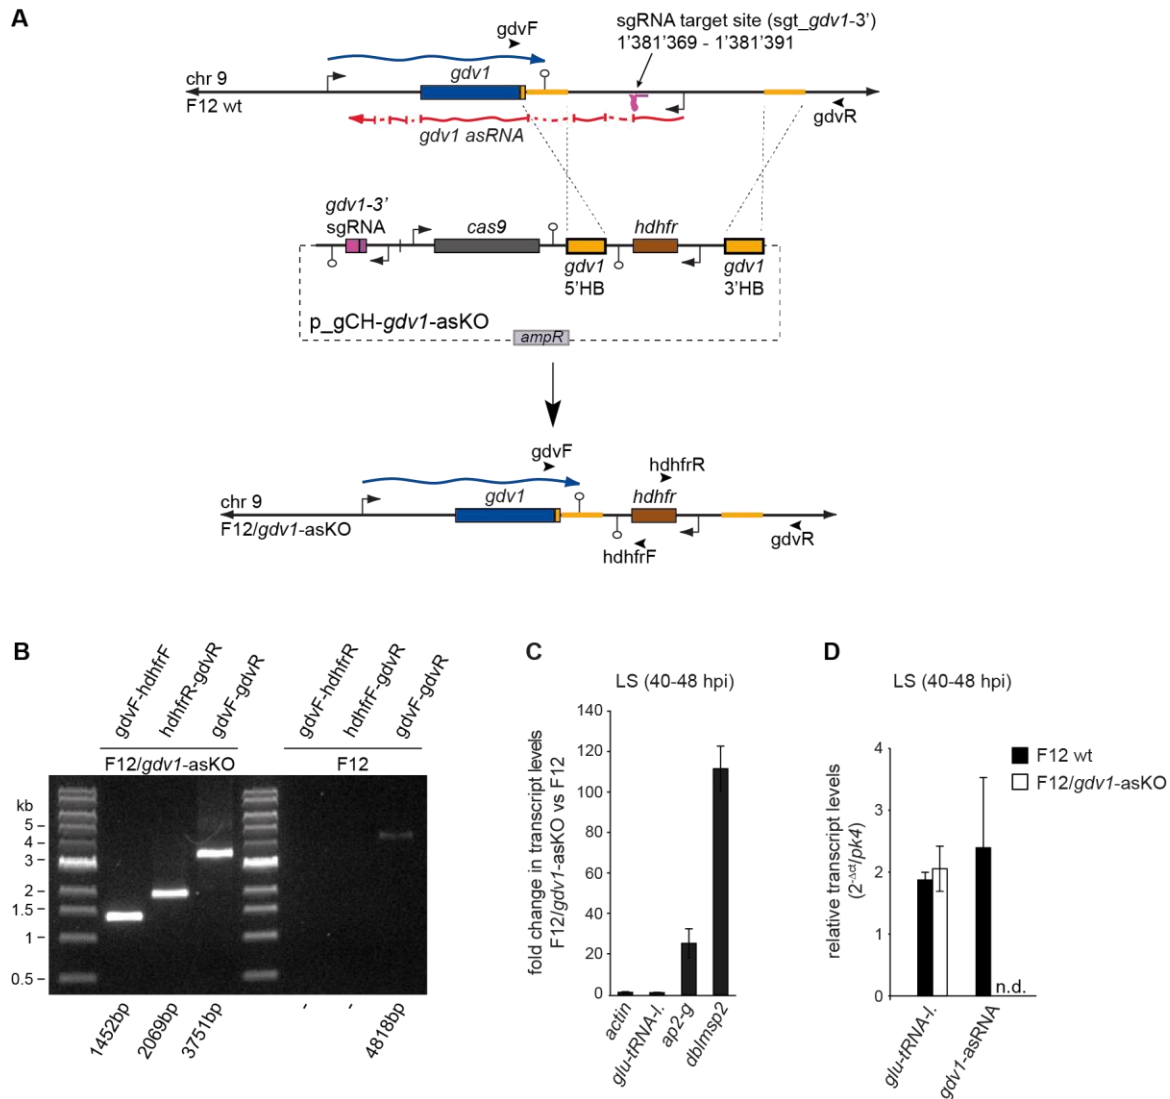 A
gdvF
sgRNA target site (sgt_gdv1-3')
1'381'369 - 1'381'391
chr 9
F12 wt
gdv1
gdvR
gdv1 asRNA
gdv1-3'
sgRNA
cas9
hdhfr
gdv1
5'HB
gdv1
3'HB
p_gCH-gdv1-asKO
ampR
gdvF
hdhfrR
chr 9
gdv1
hdhfr
F12/gdv1-asKO
gdvR
hdhfrF
B
gdvF-hdhfrF
hdhfrR-gdvR
gdvF-gdvR
gdvF-hdhfrR
hdhfrF-gdvR
gdvF-gdvR
F12/gdv1-asKO
F12
kb
5
4
3
2
1.5
1
0.5
1452bp
2069bp
3751bp
-
-
4818bp
C
LS (40-48 hpi)
fold change in transcript levels
F12/gdv1-asKO vs F12
140
120
100
80
60
40
20
0
actin
glu-tRNA-l.
ap2-g
dblmsp2
D
LS (40-48 hpi)
F12 wt
F12/gdv1-asKO
relative transcript levels
(2-Δct/pk4)
4
3
2
1
0
n.d.
glu-tRNA-l.
gdv1-asRNA